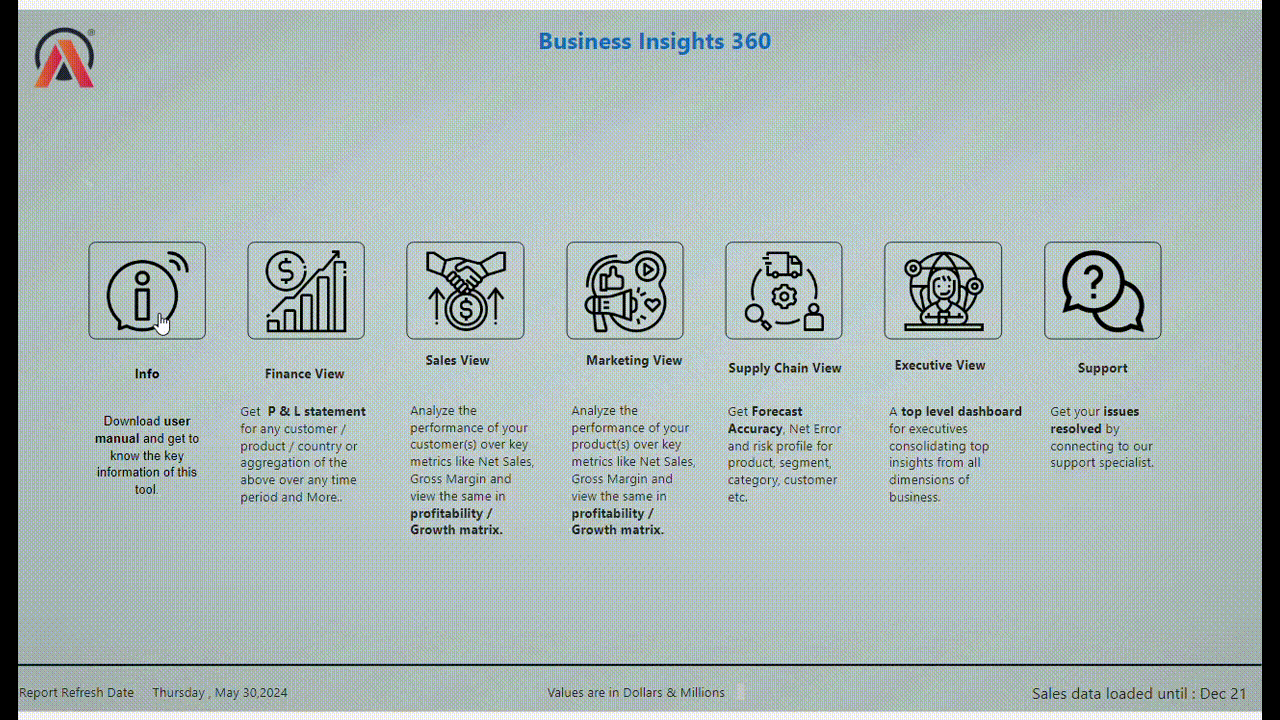 ®
Business Insights 360
Info
Download user
manual and get to
know the key
information of this
tool.
Finance View
Get P & L statement
for any customer /
product / country or
aggregation of the
above over any time
period and More..
Sales View
Analyze the
performance of your
customer(s) over key
metrics like Net Sales,
Gross Margin and
view the same in
profitability /
Growth matrix.
Marketing View
Analyze the
performance of your
product(s) over key
metrics like Net Sales,
Gross Margin and
view the same in
profitability /
Growth matrix.
Supply Chain View
Get Forecast
Accuracy, Net Error
and risk profile for
product, segment,
category, customer
etc.
Executive View
A top level dashboard
for executives
consolidating top
insights from all
dimensions of
business.
Support
Get your issues
resolved by
connecting to our
support specialist.
Report Refresh Date Thursday , May 30,2024
Values are in Dollars & Millions
Sales data loaded until : Dec 21